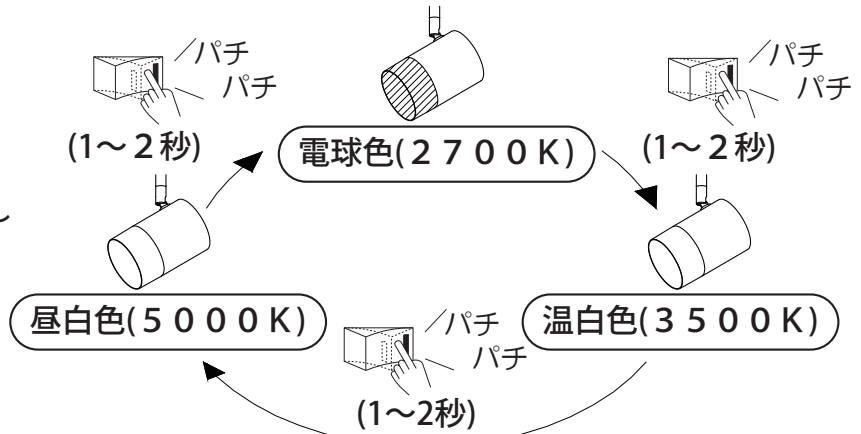 パチ
パチ
(1～２秒)
電球色(２７００Ｋ)
パチ
パチ
(1～２秒)
昼白色(５０００Ｋ)
温白色(３５００Ｋ)
パチ
パチ
(1～2秒)